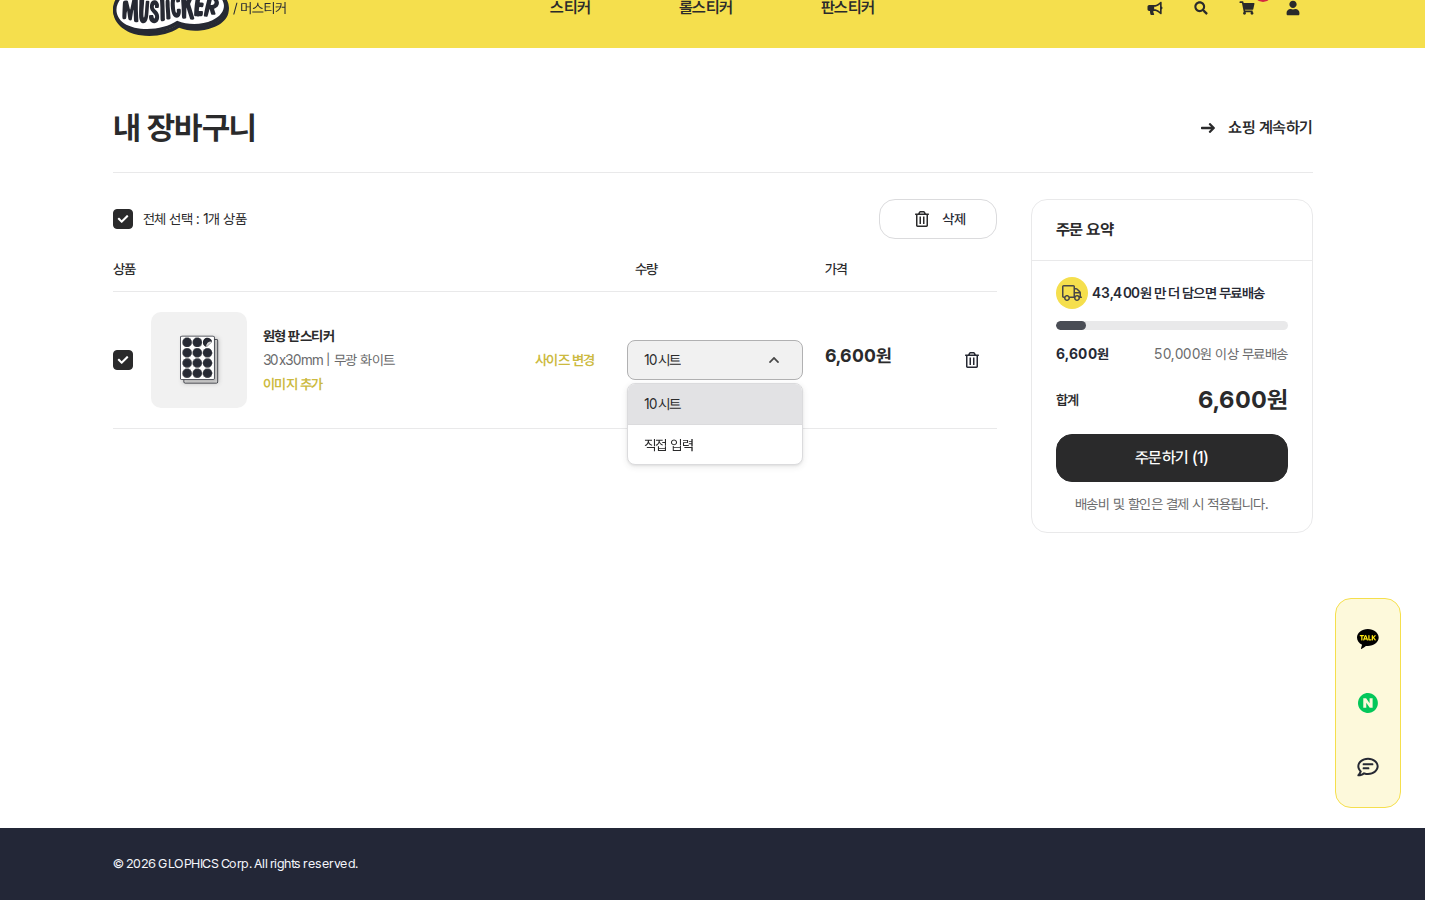 MUSTICKER / 머스티커
스티커
롤스티커
판스티커
내 장바구니
쇼핑 계속하기
전체 선택 : 1개 상품
삭제
상품
수량
가격
원형 판스티커
30x30mm | 무광 화이트
이미지 추가
사이즈 변경
10시트
6,600원
10시트
직접 입력
주문 요약
43,400원 만 더 담으면 무료배송
6,600원
50,000원 이상 무료배송
합계
6,600원
주문하기 (1)
배송비 및 할인은 결제 시 적용됩니다.
TALK
N
© 2026 GLOPHICS Corp. All rights reserved.